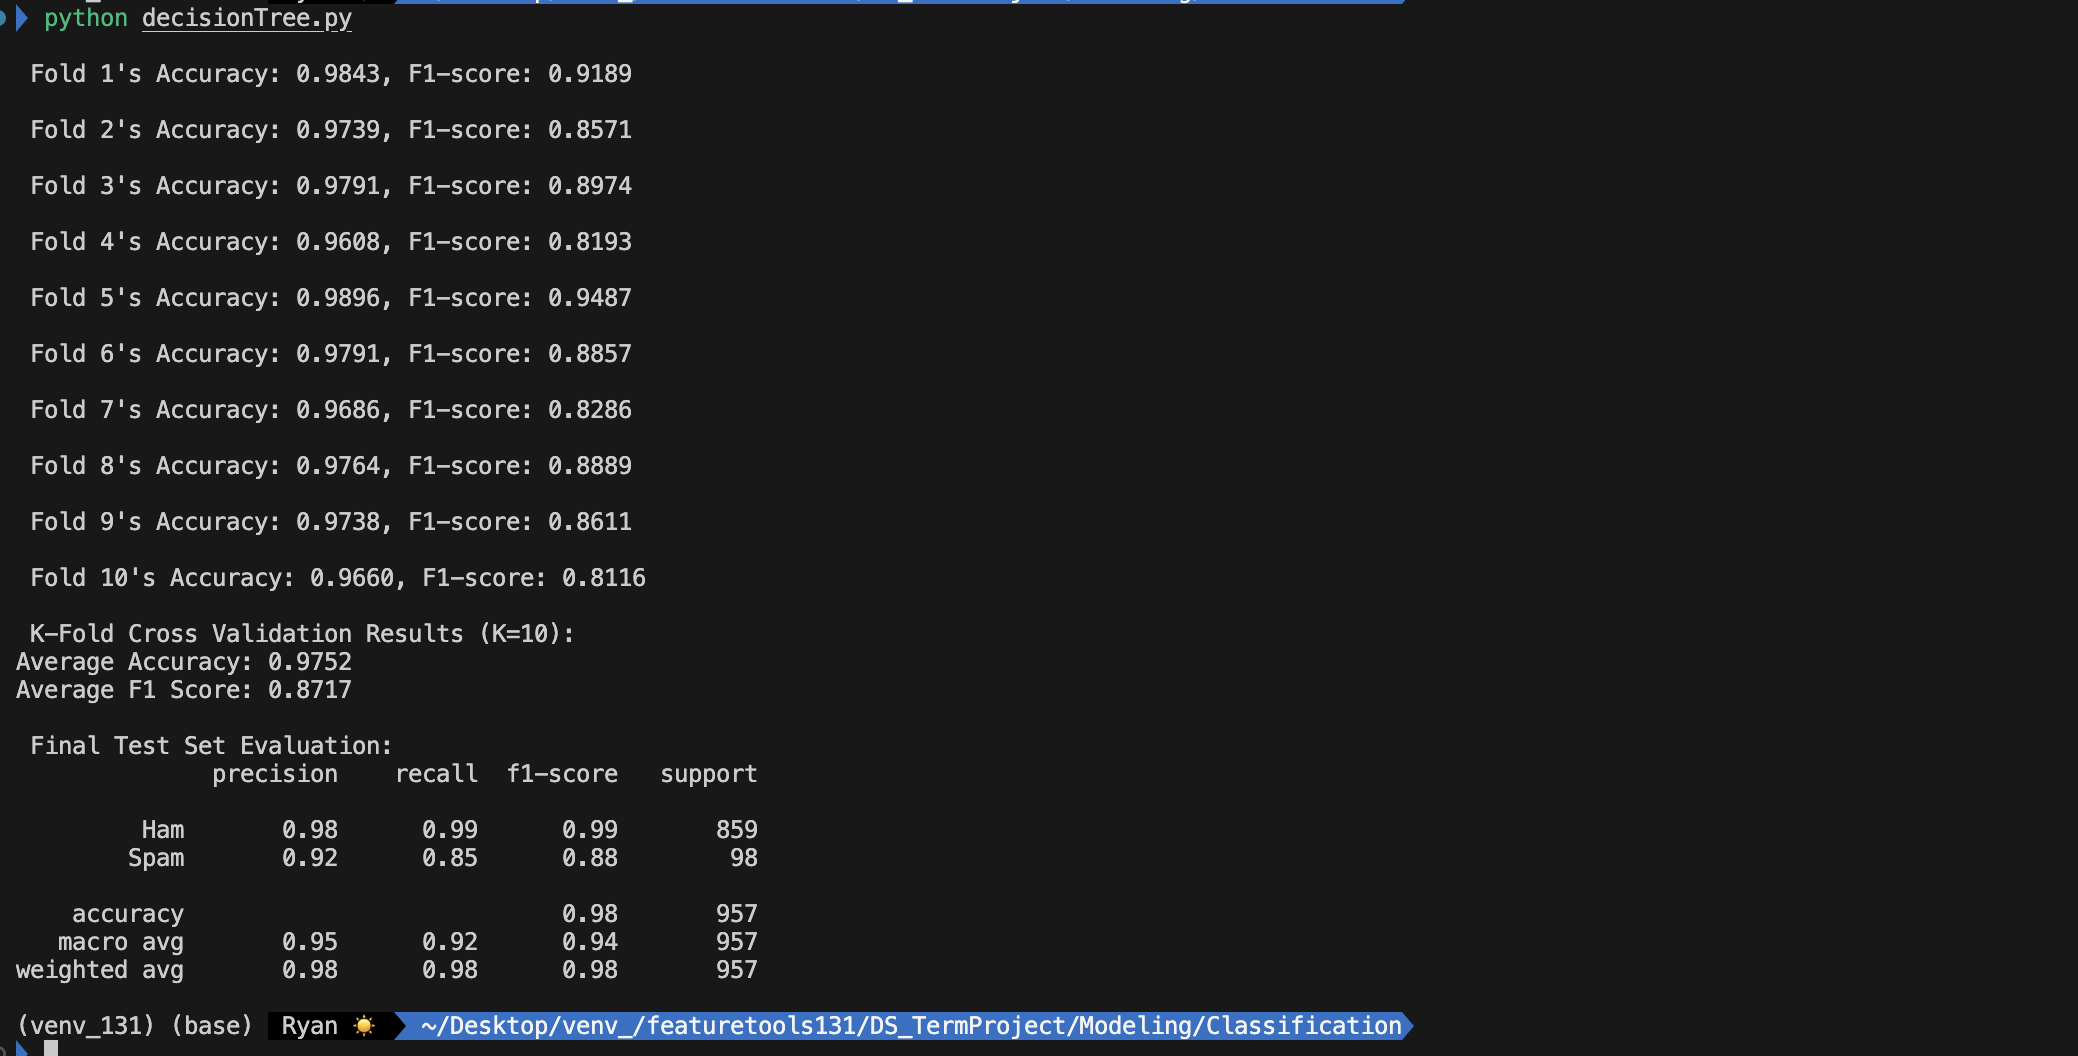 python decisionTree.py
Fold 1's Accuracy: 0.9843, F1-score: 0.9189
Fold 2's Accuracy: 0.9739, F1-score: 0.8571
Fold 3's Accuracy: 0.9791, F1-score: 0.8974
Fold 4's Accuracy: 0.9608, F1-score: 0.8193
Fold 5's Accuracy: 0.9896, F1-score: 0.9487
Fold 6's Accuracy: 0.9791, F1-score: 0.8857
Fold 7's Accuracy: 0.9686, F1-score: 0.8286
Fold 8's Accuracy: 0.9764, F1-score: 0.8889
Fold 9's Accuracy: 0.9738, F1-score: 0.8611
Fold 10's Accuracy: 0.9660, F1-score: 0.8116
K-Fold Cross Validation Results (K=10):
Average Accuracy: 0.9752
Average F1 Score: 0.8717
Final Test Set Evaluation:
precision recall f1-score support
Ham 0.98 0.99 0.99 859
Spam 0.92 0.85 0.88 98
accuracy 0.98 957
macro avg 0.95 0.92 0.94 957
weighted avg 0.98 0.98 0.98 957
(venv_131) (base) Ryan ☀️ ~/Desktop/venv_/featuretools131/DS_TermProject/Modeling/Classification